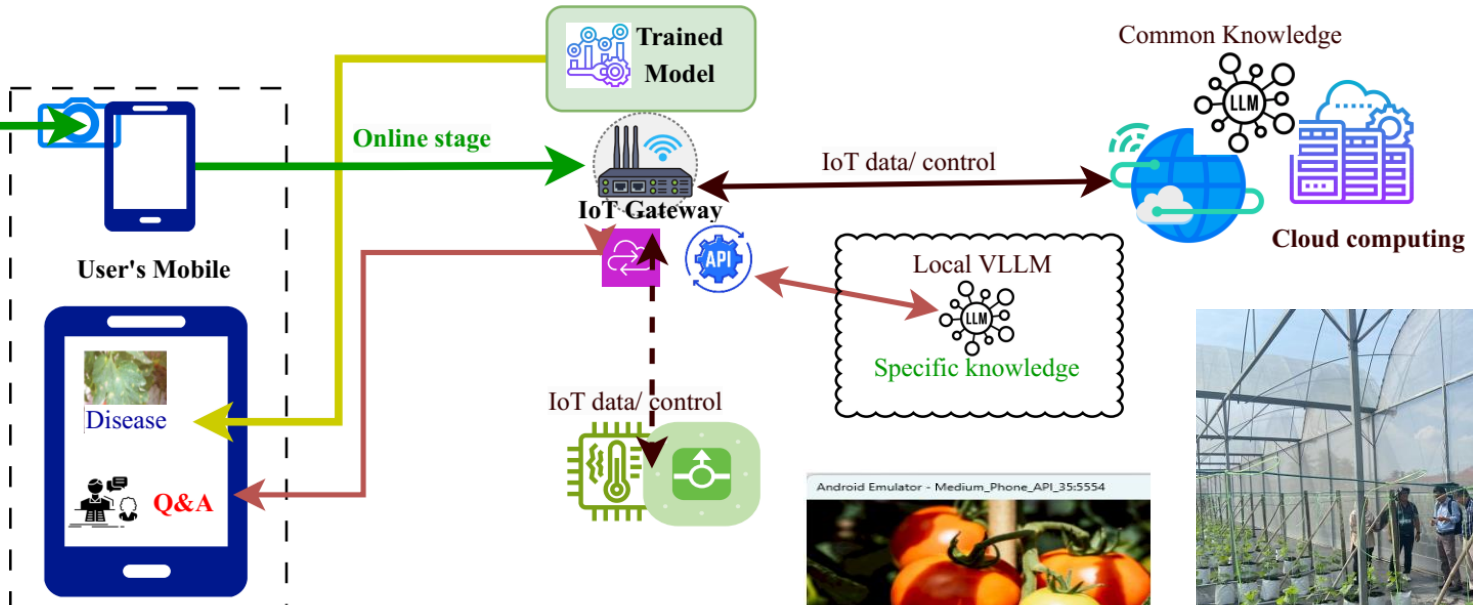 Trained
Model
Common Knowledge
LLM
Online stage
IoT data/ control
IoT Gateway
Cloud computing
User's Mobile
API
Local VLLM
LLM
Specific knowledge
IoT data/ control
Disease
Q&A
Android Emulator - Medium_Phone_API_35:5554